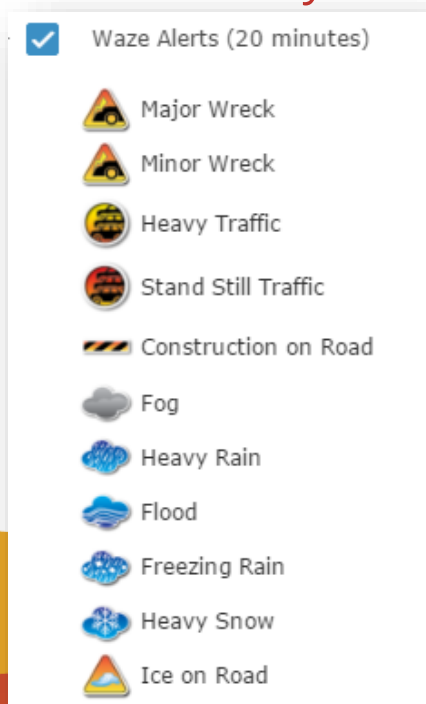 Waze Alerts (20 minutes)
Major Wreck
Minor Wreck
Heavy Traffic
Stand Still Traffic
Construction on Road
Fog
Heavy Rain
Flood
Freezing Rain
Heavy Snow
Ice on Road